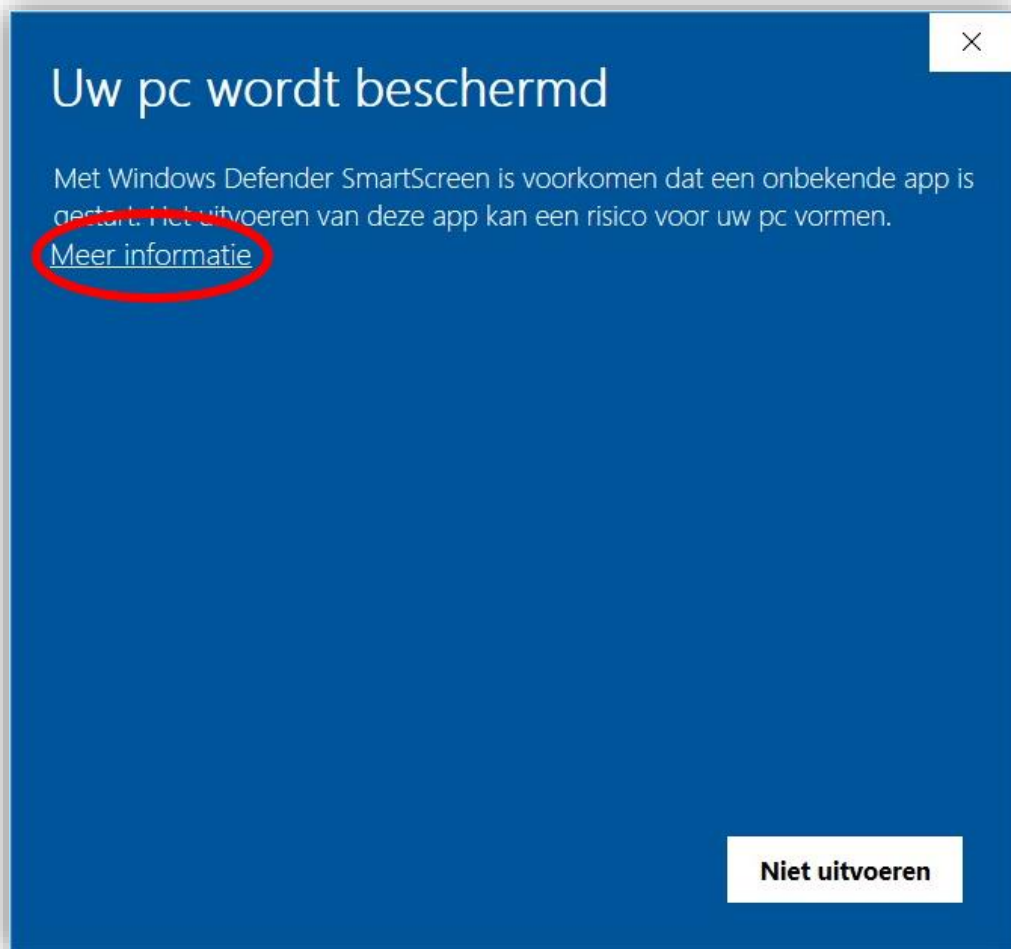 Uw pc wordt beschermd
Met Windows Defender SmartScreen is voorkomen dat een onbekende app is
gestart. Het uitvoeren van deze app kan een risico voor uw pc vormen.
Meer informatie
Niet uitvoeren